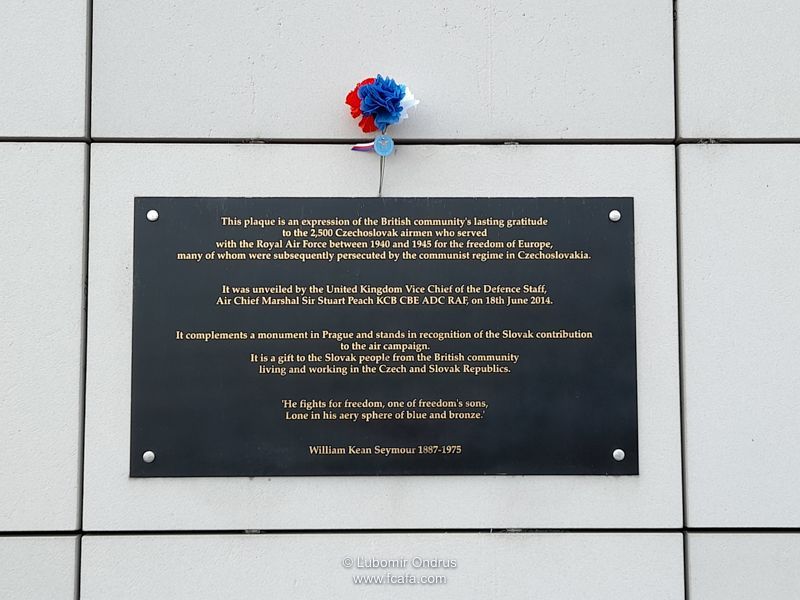 This plaque is an expression of the British community's lasting gratitude
to the 2,500 Czechoslovak airmen who served
with the Royal Air Force between 1940 and 1945 for the freedom of Europe,
many of whom were subsequently persecuted by the communist regime in Czechoslovakia.
It was unveiled by the United Kingdom Vice Chief of the Defence Staff,
Air Chief Marshal Sir Stuart Peach KCB CBE ADC RAF, on 18th June 2014.
It complements a monument in Prague and stands in recognition of the Slovak contribution
to the air campaign.
It is a gift to the Slovak people from the British community
living and working in the Czech and Slovak Republics.
'He fights for freedom, one of freedom's sons,
Lone in his aery sphere of blue and bronze.'
William Kean Seymour 1887-1975
© Ľubomír Ondrus
www.fcafa.com